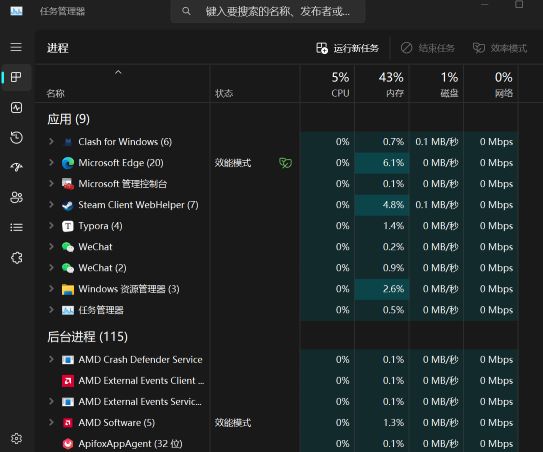 任务管理器
键入要搜索的名称、发布者或...
进程
运行新任务 结束任务 效率模式
5% 43% 1% 0%
名称 状态 CPU 内存 磁盘 网络
应用 (9)
Clash for Windows (6) 0% 0.7% 0.1 MB/秒 0 Mbps
Microsoft Edge (20) 效能模式 0% 6.1% 0 MB/秒 0 Mbps
Microsoft 管理控制台 0% 0.1% 0 MB/秒 0 Mbps
Steam Client WebHelper (7) 0% 4.8% 0.1 MB/秒 0 Mbps
Typora (4) 0% 1.4% 0 MB/秒 0 Mbps
WeChat 0% 0.2% 0 MB/秒 0 Mbps
WeChat (2) 0% 0.9% 0 MB/秒 0 Mbps
Windows 资源管理器 (3) 0% 2.6% 0 MB/秒 0 Mbps
任务管理器 0% 0.5% 0 MB/秒 0 Mbps
后台进程 (115)
AMD Crash Defender Service 0% 0.1% 0 MB/秒 0 Mbps
AMD External Events Client ... 0% 0.1% 0 MB/秒 0 Mbps
AMD External Events Servic... 0% 0.1% 0 MB/秒 0 Mbps
AMD Software (5) 效能模式 0% 1.3% 0 MB/秒 0 Mbps
ApifoxAppAgent (32 位) 0% 0.1% 0 MB/秒 0 Mbps